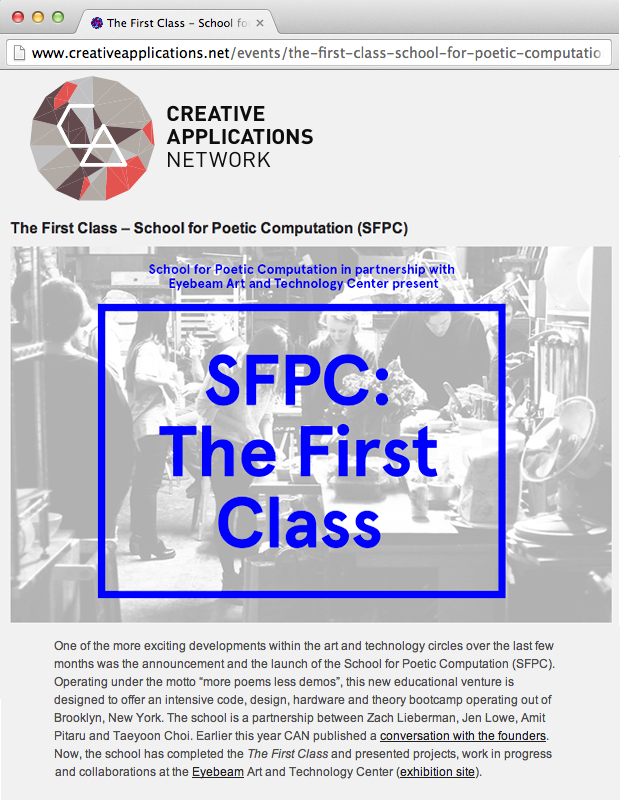 The First Class – School fo
www.creativeapplications.net/events/the-first-class-school-for-poetic-computatio
CREATIVE
APPLICATIONS
NETWORK
The First Class – School for Poetic Computation (SFPC)
School for Poetic Computation in partnership with
Eyebeam Art and Technology Center present
SFPC:
The First
Class
One of the more exciting developments within the art and technology circles over the last few
months was the announcement and the launch of the School for Poetic Computation (SFPC).
Operating under the motto “more poems less demos”, this new educational venture is
designed to offer an intensive code, design, hardware and theory bootcamp operating out of
Brooklyn, New York. The school is a partnership between Zach Lieberman, Jen Lowe, Amit
Pitaru and Taeyoon Choi. Earlier this year CAN published a conversation with the founders.
Now, the school has completed the The First Class and presented projects, work in progress
and collaborations at the Eyebeam Art and Technology Center (exhibition site).